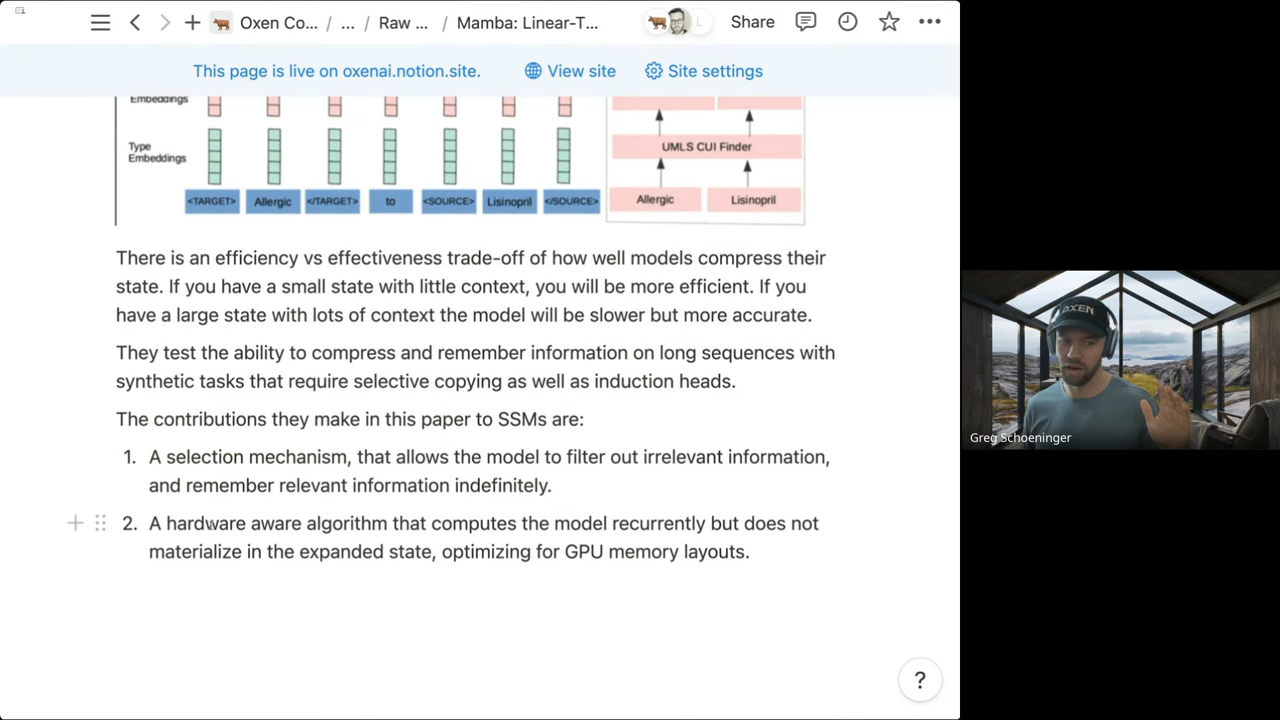 Oxen Co... / ... / Raw ... / Mamba: Linear-T... L Share
This page is live on oxenai.notion.site. View site Site settings
Embeddings
Type
Embeddings
UMLS CUI Finder
<TARGET> Allergic </TARGET> to <SOURCE> Lisinopril </SOURCE> Allergic Lisinopril
There is an efficiency vs effectiveness trade-off of how well models compress their
state. If you have a small state with little context, you will be more efficient. If you
have a large state with lots of context the model will be slower but more accurate.
They test the ability to compress and remember information on long sequences with
synthetic tasks that require selective copying as well as induction heads.
The contributions they make in this paper to SSMs are:
1. A selection mechanism, that allows the model to filter out irrelevant information,
and remember relevant information indefinitely.
2. A hardware aware algorithm that computes the model recurrently but does not
materialize in the expanded state, optimizing for GPU memory layouts.
?
OXEN
Greg Schoeninger